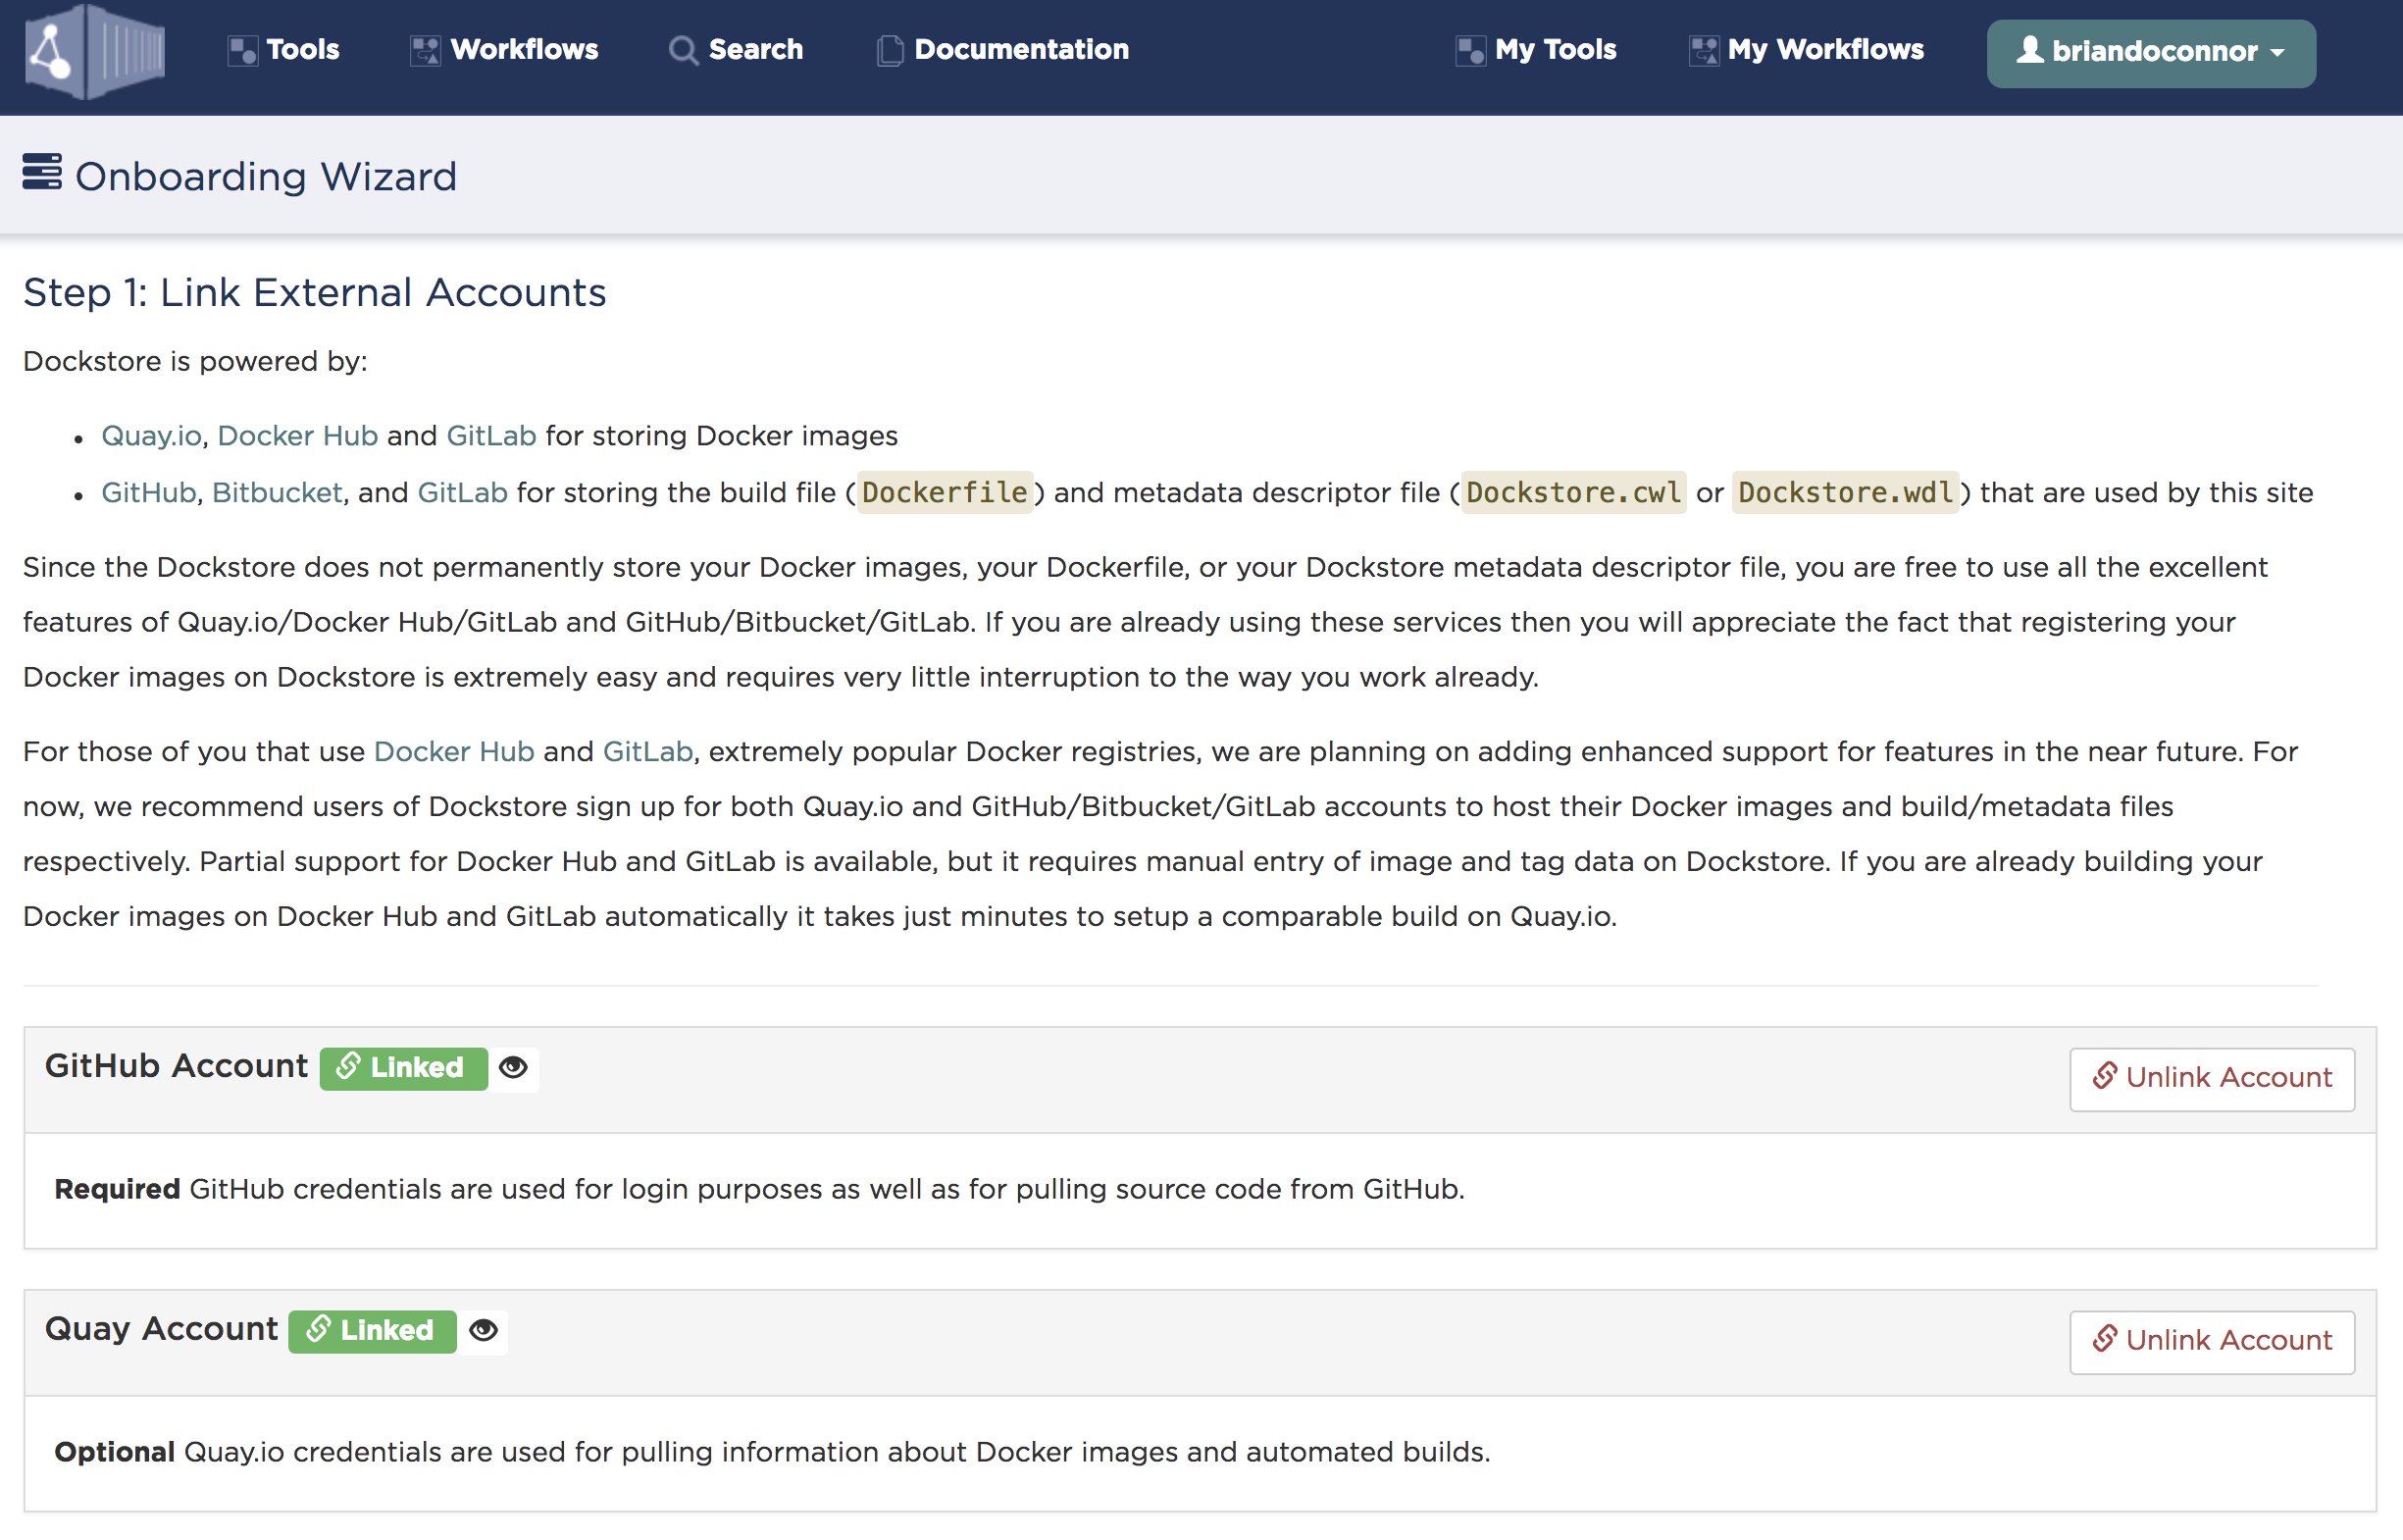 Tools Workflows Search Documentation My Tools My Workflows briandoconnor
Onboarding Wizard
Step 1: Link External Accounts
Dockstore is powered by:
• Quay.io, Docker Hub and GitLab for storing Docker images
• GitHub, Bitbucket, and GitLab for storing the build file (Dockerfile) and metadata descriptor file (Dockstore.cwl or Dockstore.wdl) that are used by this site
Since the Dockstore does not permanently store your Docker images, your Dockerfile, or your Dockstore metadata descriptor file, you are free to use all the excellent
features of Quay.io/Docker Hub/GitLab and GitHub/Bitbucket/GitLab. If you are already using these services then you will appreciate the fact that registering your
Docker images on Dockstore is extremely easy and requires very little interruption to the way you work already.
For those of you that use Docker Hub and GitLab, extremely popular Docker registries, we are planning on adding enhanced support for features in the near future. For
now, we recommend users of Dockstore sign up for both Quay.io and GitHub/Bitbucket/GitLab accounts to host their Docker images and build/metadata files
respectively. Partial support for Docker Hub and GitLab is available, but it requires manual entry of image and tag data on Dockstore. If you are already building your
Docker images on Docker Hub and GitLab automatically it takes just minutes to setup a comparable build on Quay.io.
GitHub Account Linked Unlink Account
Required GitHub credentials are used for login purposes as well as for pulling source code from GitHub.
Quay Account Linked Unlink Account
Optional Quay.io credentials are used for pulling information about Docker images and automated builds.